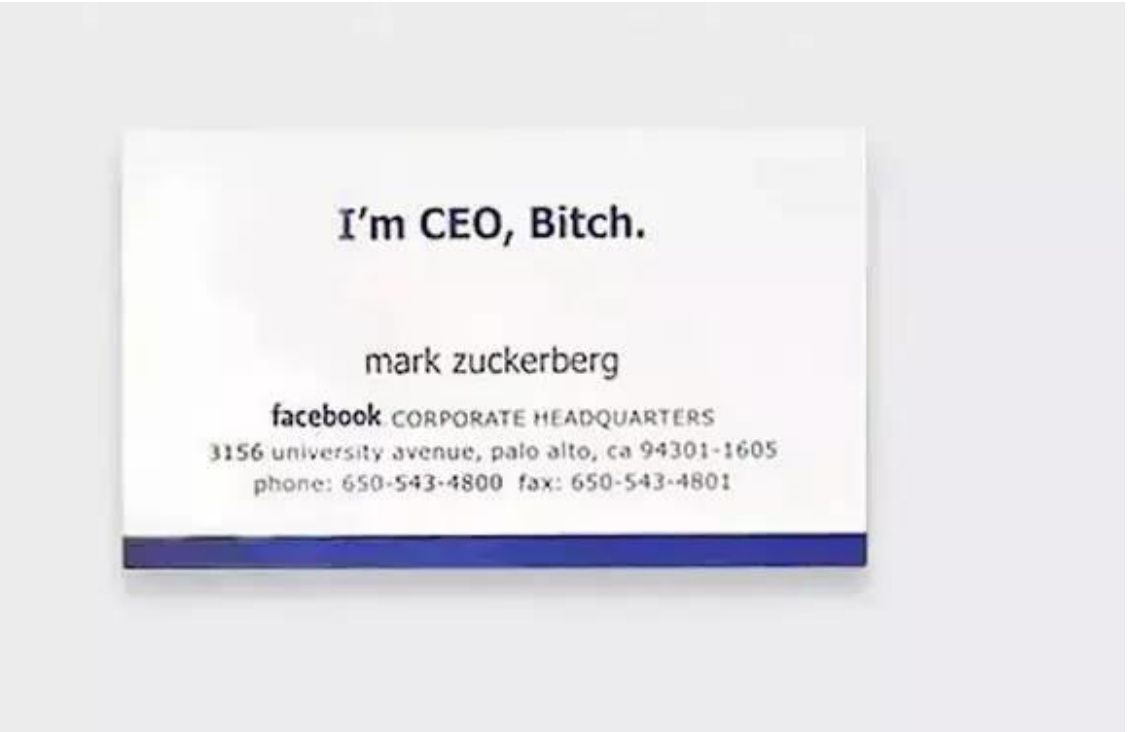 I'm CEO, Bitch.
mark zuckerberg
facebook CORPORATE HEADQUARTERS
3156 university avenue, palo alto, ca 94301-1605
phone: 650-543-4800 fax: 650-543-4801